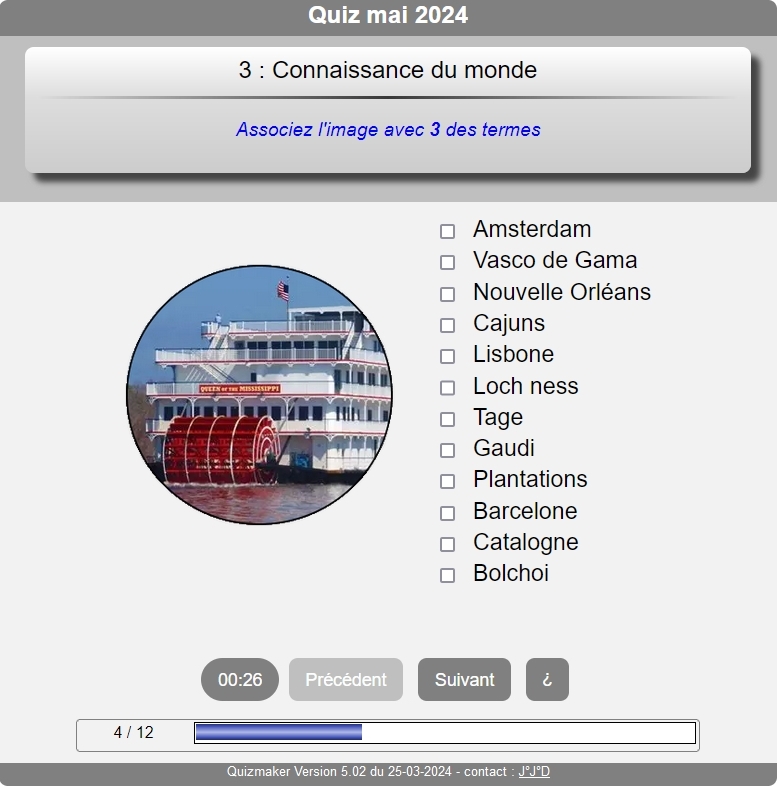 Quiz mai 2024
3 : Connaissance du monde
Associez l'image avec 3 des termes
Amsterdam
Vasco de Gama
Nouvelle Orléans
Cajuns
Lisbone
Loch ness
Tage
Gaudi
Plantations
Barcelone
Catalogne
Bolchoi
QUEEN OF THE MISSISSIPPI
00:26 Précédent Suivant ¿
4 / 12
Quizmaker Version 5.02 du 25-03-2024 - contact : J°J°D